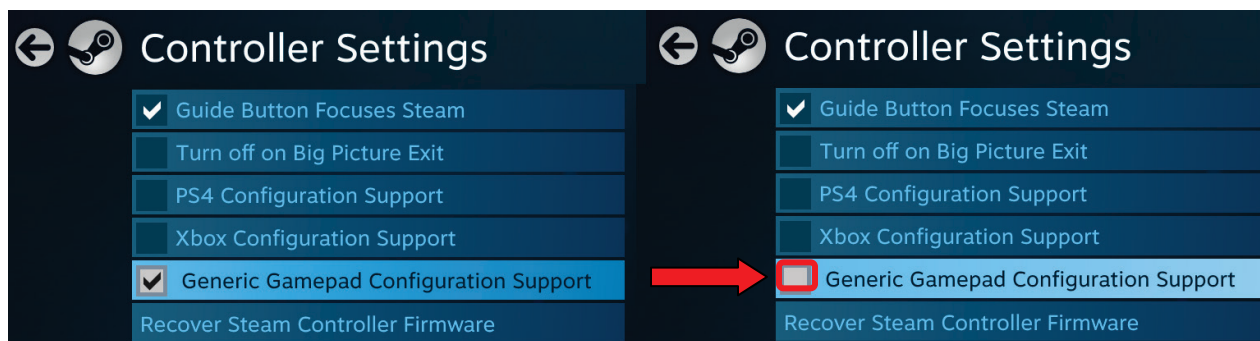 Controller Settings
Guide Button Focuses Steam
Turn off on Big Picture Exit
PS4 Configuration Support
Xbox Configuration Support
Generic Gamepad Configuration Support
Recover Steam Controller Firmware
Controller Settings
Guide Button Focuses Steam
Turn off on Big Picture Exit
PS4 Configuration Support
Xbox Configuration Support
Generic Gamepad Configuration Support
Recover Steam Controller Firmware